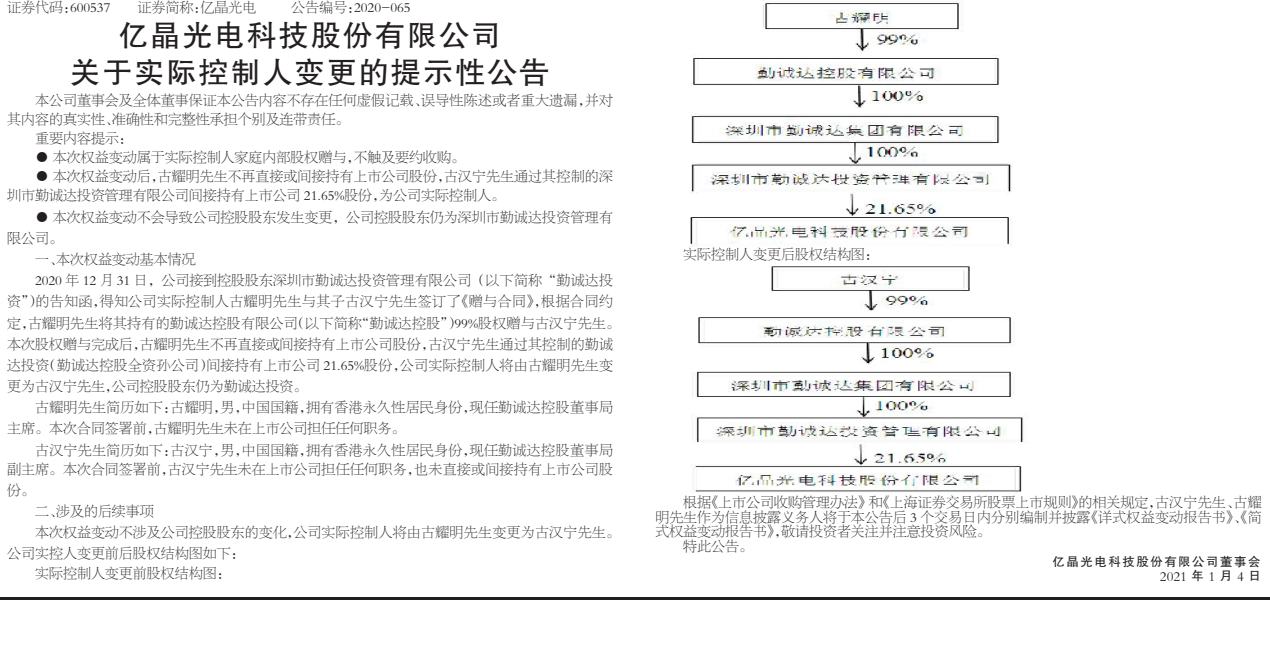 证券代码:600537 证券简称:亿晶光电 公告编号:2020-065
亿晶光电科技股份有限公司
关于实际控制人变更的提示性公告
本公司董事会及全体董事保证本公告内容不存在任何虚假记载、误导性陈述或者重大遗漏,并对
其内容的真实性、准确性和完整性承担个别及连带责任。
重要内容提示:
● 本次权益变动属于实际控制人家庭内部股权赠与,不触及要约收购。
● 本次权益变动后,古耀明先生不再直接或间接持有上市公司股份,古汉宁先生通过其控制的深
圳市勤诚达投资管理有限公司间接持有上市公司 21.65%股份,为公司实际控制人。
● 本次权益变动不会导致公司控股股东发生变更, 公司控股股东仍为深圳市勤诚达投资管理有
限公司。
一、本次权益变动基本情况
2020 年 12 月 31 日, 公司接到控股股东深圳市勤诚达投资管理有限公司 (以下简称 “勤诚达投
资”)的告知函,得知公司实际控制人古耀明先生与其子古汉宁先生签订了《赠与合同》,根据合同约
定,古耀明先生将其持有的勤诚达控股有限公司(以下简称“勤诚达控股”)99%股权赠与古汉宁先生。
本次股权赠与完成后,古耀明先生不再直接或间接持有上市公司股份,古汉宁先生通过其控制的勤诚
达投资(勤诚达控股全资孙公司)间接持有上市公司 21.65%股份,公司实际控制人将由古耀明先生变
更为古汉宁先生,公司控股股东仍为勤诚达投资。
古耀明先生简历如下:古耀明,男,中国国籍,拥有香港永久性居民身份,现任勤诚达控股董事局
主席。本次合同签署前,古耀明先生未在上市公司担任任何职务。
古汉宁先生简历如下:古汉宁,男,中国国籍,拥有香港永久性居民身份,现任勤诚达控股董事局
副主席。本次合同签署前,古汉宁先生未在上市公司担任任何职务,也未直接或间接持有上市公司股
份。
二、涉及的后续事项
本次权益变动不涉及公司控股股东的变化,公司实际控制人将由古耀明先生变更为古汉宁先生。
公司实控人变更前后股权结构图如下:
实际控制人变更前股权结构图:
古耀明
99%
勤诚达控股有限公司
100%
深圳市勤诚达集团有限公司
100%
深圳市勤诚达投资管理有限公司
21.65%
亿晶光电科技股份有限公司
实际控制人变更后股权结构图:
古汉宁
99%
勤诚达控股有限公司
100%
深圳市勤诚达集团有限公司
100%
深圳市勤诚达投资管理有限公司
21.65%
亿晶光电科技股份有限公司
根据《上市公司收购管理办法》和《上海证券交易所股票上市规则》的相关规定,古汉宁先生、古耀
明先生作为信息披露义务人将于本公告后 3 个交易日内分别编制并披露《详式权益变动报告书》、《简
式权益变动报告书》,敬请投资者关注并注意投资风险。
特此公告。
亿晶光电科技股份有限公司董事会
2021 年 1 月 4 日